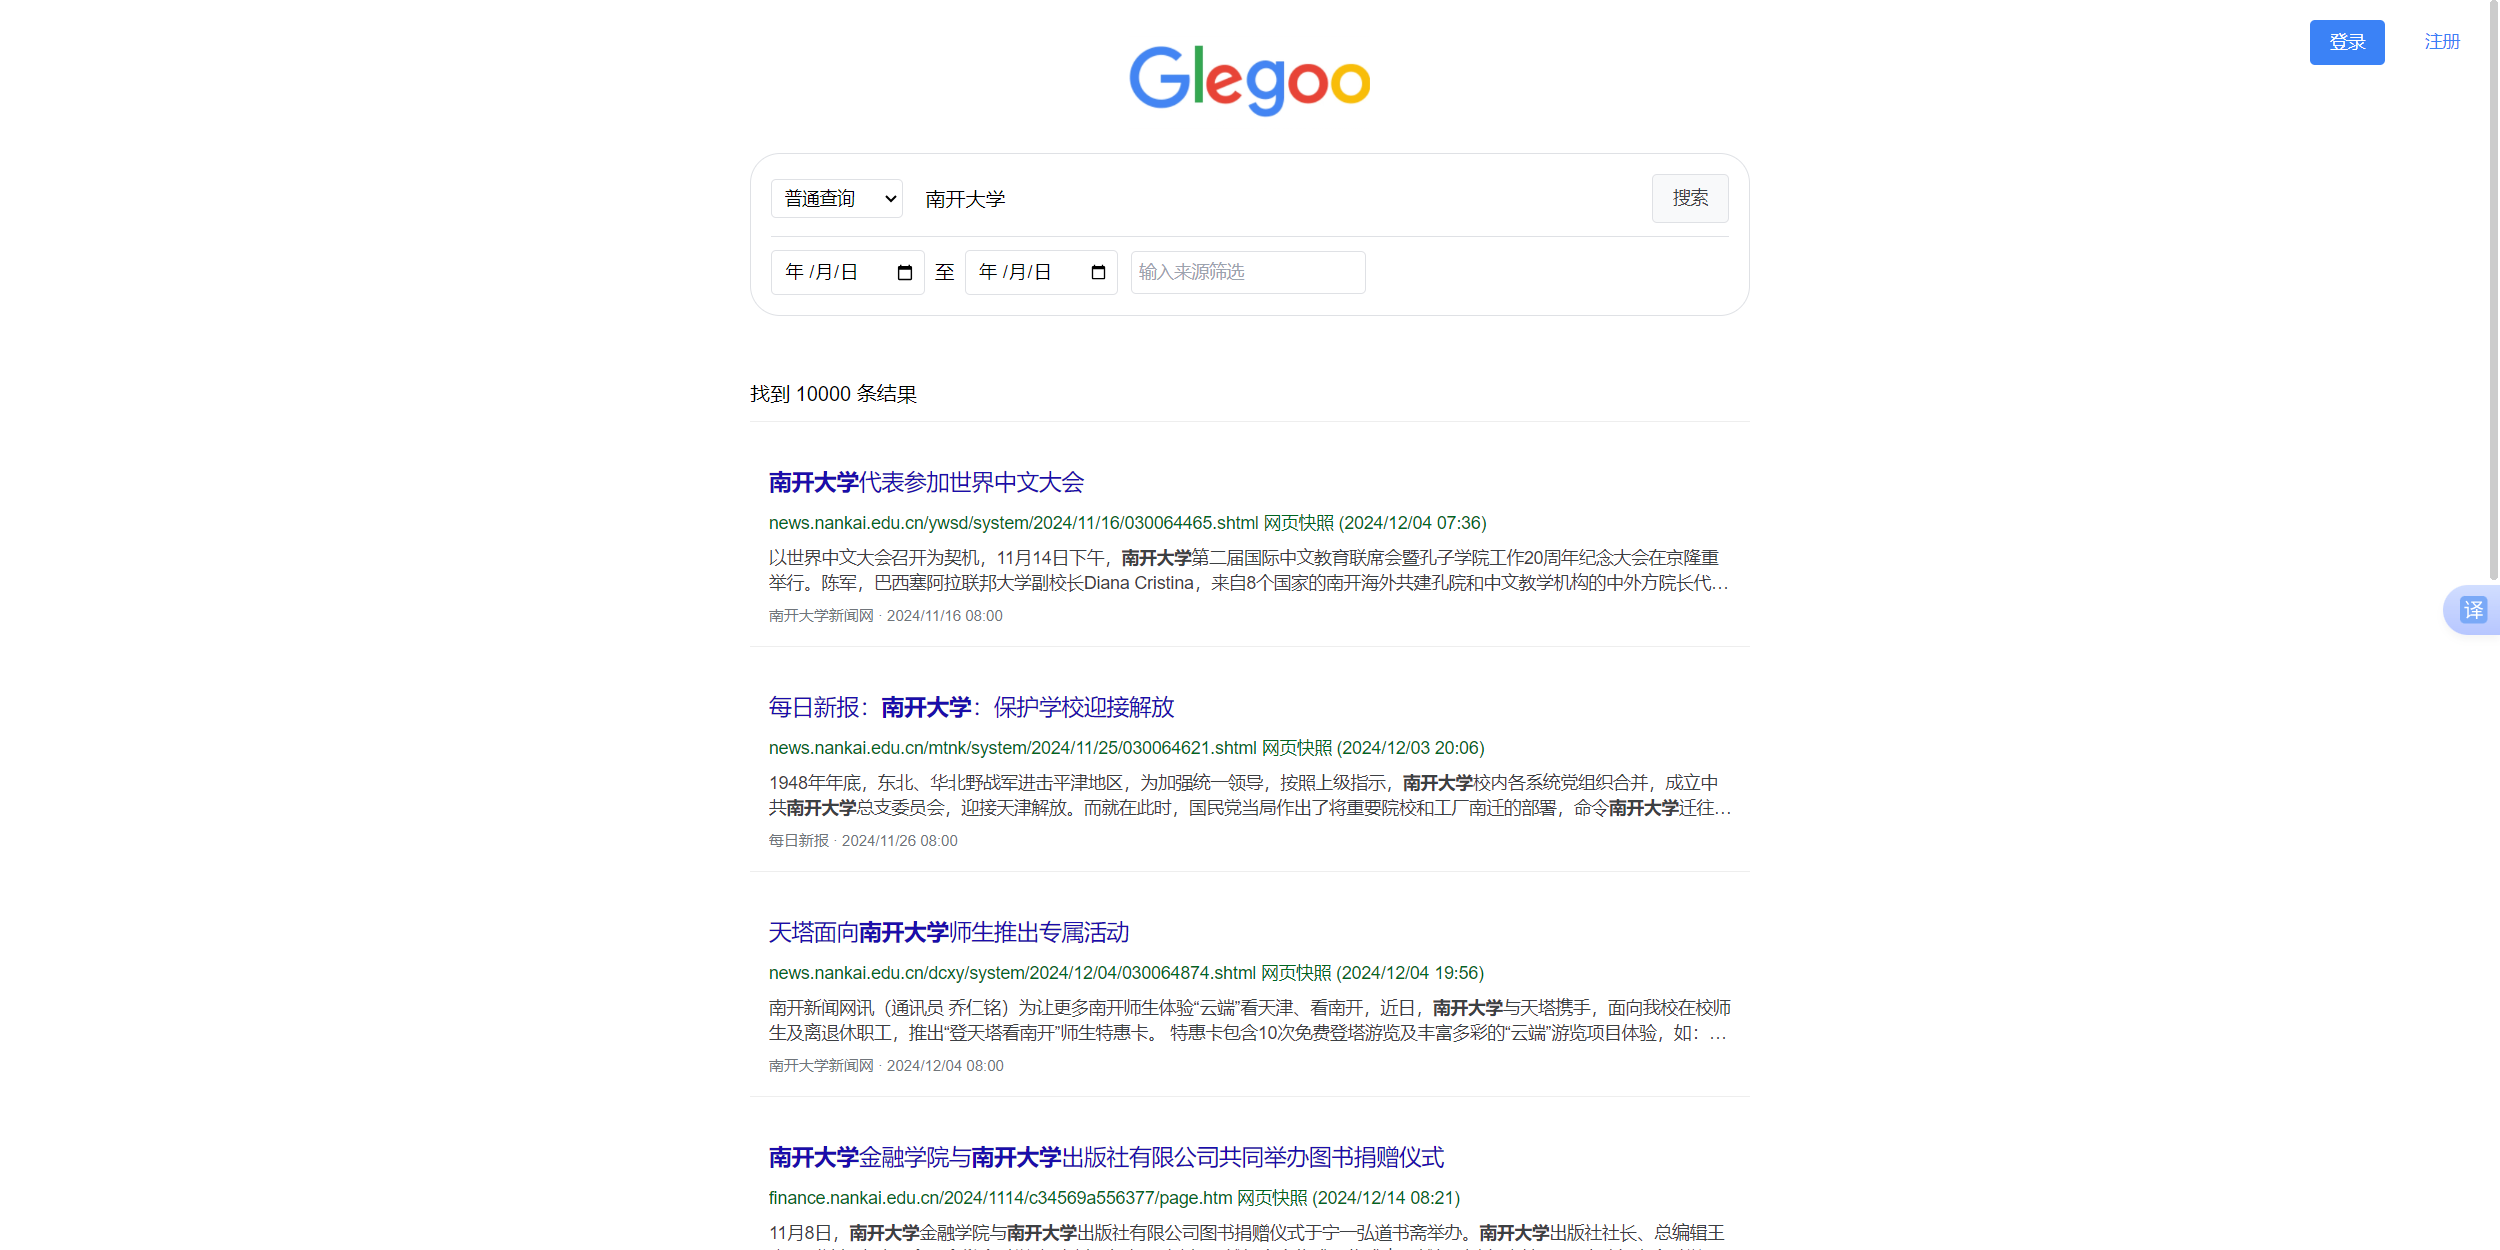 登录
注册
Glegoo
普通查询
南开大学
搜索
年 /月/日
至
年 /月/日
输入来源筛选
找到 10000 条结果
南开大学代表参加世界中文大会
news.nankai.edu.cn/ywsd/system/2024/11/16/030064465.shtml 网页快照 (2024/12/04 07:36)
以世界中文大会召开为契机，11月14日下午，南开大学第二届国际中文教育联席会暨孔子学院工作20周年纪念大会在京隆重
举行。陈军，巴西塞阿拉联邦大学副校长Diana Cristina，来自8个国家的南开海外共建孔院和中文教学机构的中外方院长代…
南开大学新闻网 · 2024/11/16 08:00
译
每日新报：南开大学：保护学校迎接解放
news.nankai.edu.cn/mtnk/system/2024/11/25/030064621.shtml 网页快照 (2024/12/03 20:06)
1948年年底，东北、华北野战军进击平津地区，为加强统一领导，按照上级指示，南开大学校内各系统党组织合并，成立中
共南开大学总支委员会，迎接天津解放。而就在此时，国民党当局作出了将重要院校和工厂南迁的部署，命令南开大学迁往…
每日新报 · 2024/11/26 08:00
天塔面向南开大学师生推出专属活动
news.nankai.edu.cn/dcxy/system/2024/12/04/030064874.shtml 网页快照 (2024/12/04 19:56)
南开新闻网讯（通讯员 乔仁铭）为让更多南开师生体验“云端”看天津、看南开，近日，南开大学与天塔携手，面向我校在校师
生及离退休职工，推出“登天塔看南开”师生特惠卡。 特惠卡包含10次免费登塔游览及丰富多彩的“云端”游览项目体验，如：…
南开大学新闻网 · 2024/12/04 08:00
南开大学金融学院与南开大学出版社有限公司共同举办图书捐赠仪式
finance.nankai.edu.cn/2024/1114/c34569a556377/page.htm 网页快照 (2024/12/14 08:21)
11月8日，南开大学金融学院与南开大学出版社有限公司图书捐赠仪式于宁一弘道书斋举办。南开大学出版社社长、总编辑王